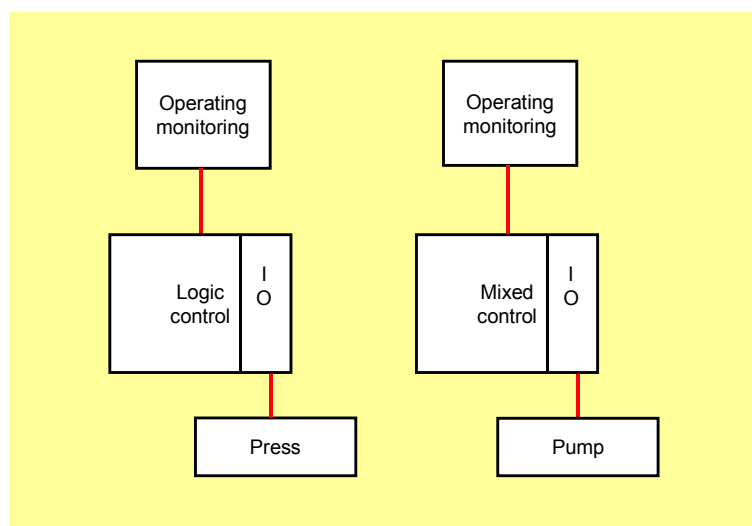 Operating
monitoring
Operating
monitoring
Logic
control
I
O
Mixed
control
I
O
Press
Pump